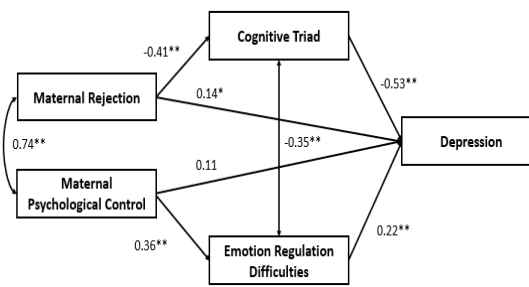 Cognitive Triad
-0.41**
-0.53**
Maternal Rejection
0.14*
0.74**
-0.35**
Depression
0.11
Maternal
Psychological Control
0.36**
0.22**
Emotion Regulation
Difficulties